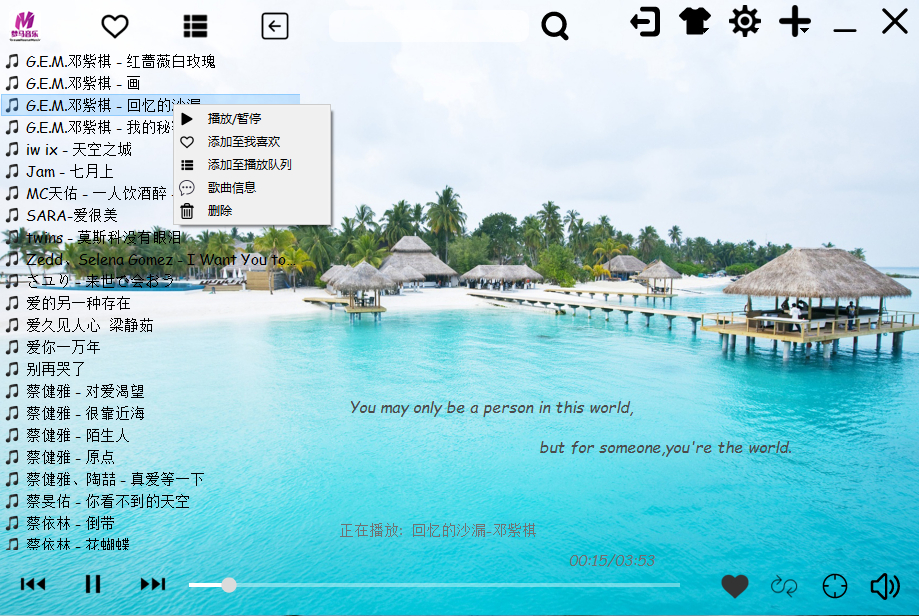 梦马音乐
G.E.M.邓紫棋 - 红蔷薇白玫瑰
G.E.M.邓紫棋 - 画
G.E.M.邓紫棋 - 回忆的沙漏
G.E.M.邓紫棋 - 我的秘
iw ix - 天空之城
Jam - 七月上
MC天佑 - 一人饮酒醉 -
SARA-爱很美
twins - 莫斯科没有眼泪
Zedd、Selena Gomez - I Want You to...
さユり - 来世で会おう
爱的另一种存在
爱久见人心 梁静茹
爱你一万年
别再哭了
蔡健雅 - 对爱渴望
蔡健雅 - 很靠近海
蔡健雅 - 陌生人
蔡健雅 - 原点
蔡健雅、陶喆 - 真爱等一下
蔡旻佑 - 你看不到的天空
蔡依林 - 倒带
蔡依林 - 花蝴蝶
播放/暂停
添加至我喜欢
添加至播放队列
歌曲信息
删除
You may only be a person in this world,
but for someone,you're the world.
正在播放: 回忆的沙漏-邓紫棋
00:15/03:53